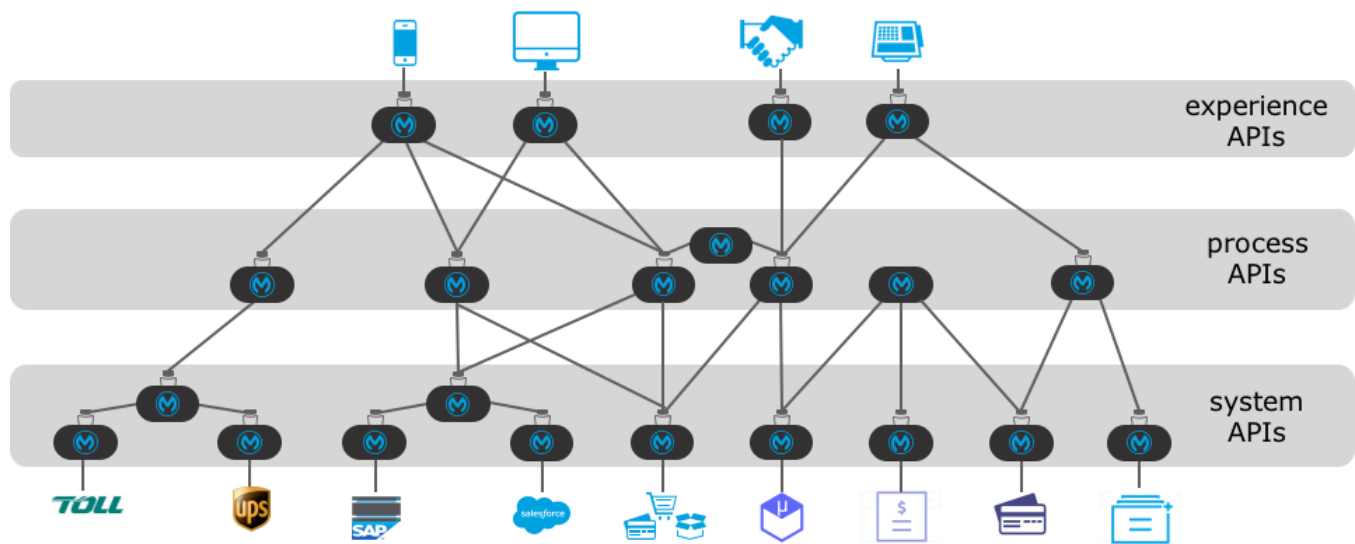 experience
APIs
process
APIs
system
APIs
TOLL
ups
SAP
salesforce
µ
$